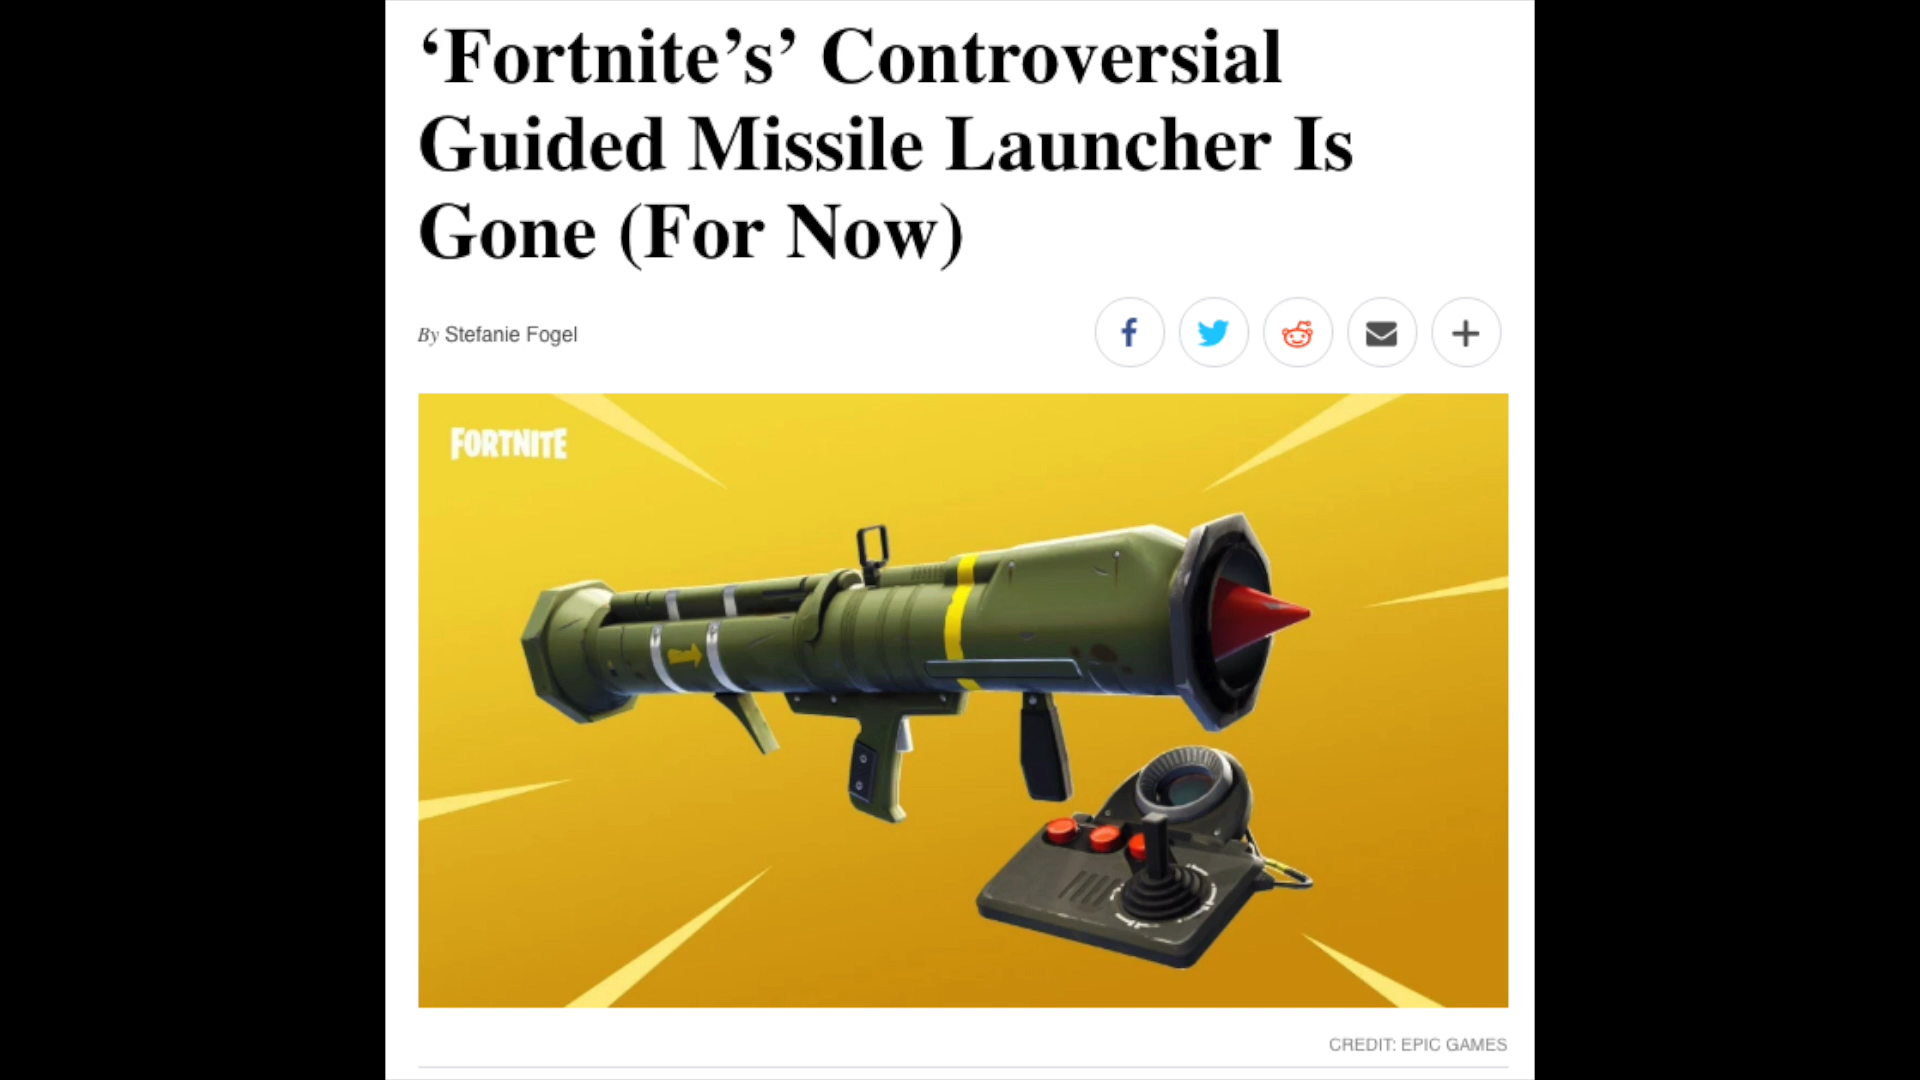 ‘Fortnite’s’ Controversial
Guided Missile Launcher Is
Gone (For Now)
By Stefanie Fogel
FORTNITE
CREDIT: EPIC GAMES